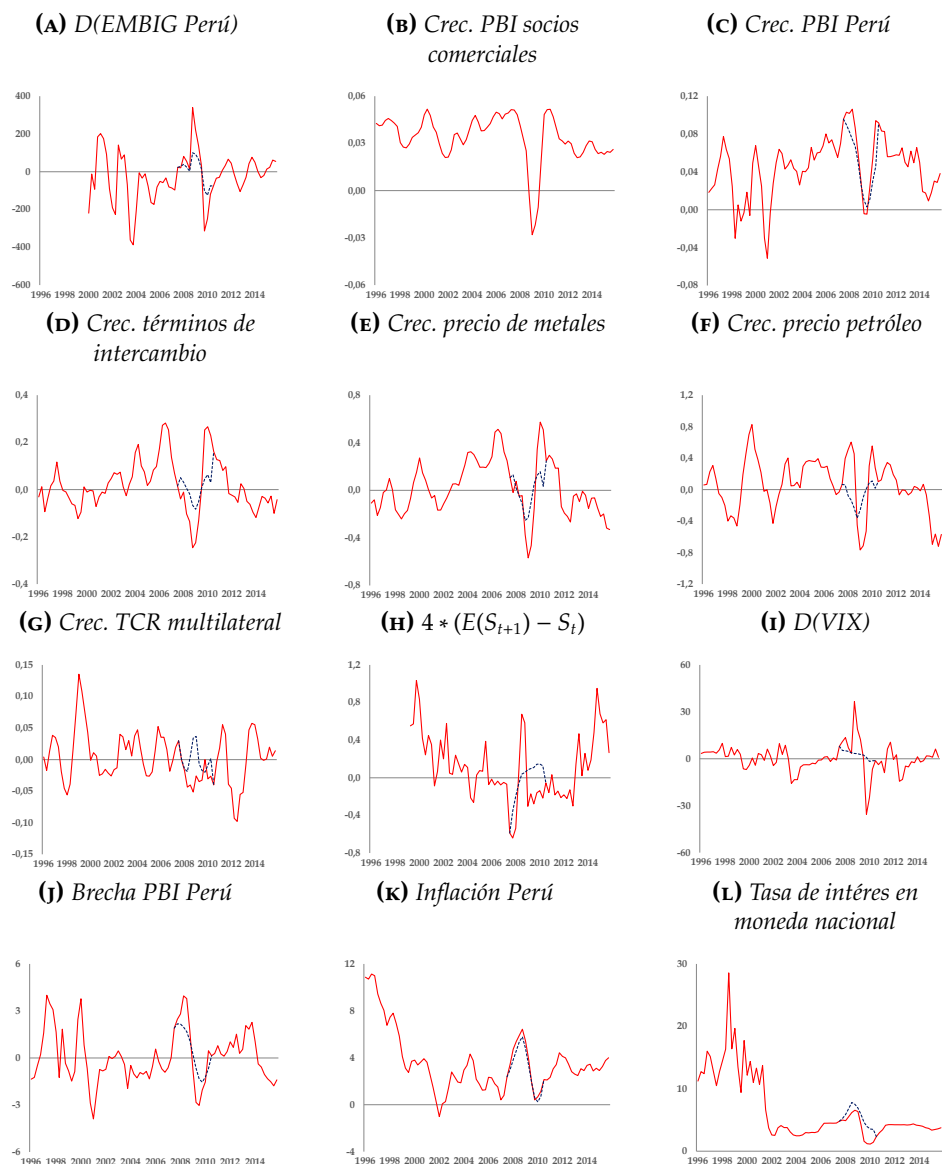 (A) D(EMBIG Perú)
400
200
0
-200
-400
-600
1996 1998 2000 2002 2004 2006 2008 2010 2012 2014
(B) Crec. PBI socios
comerciales
0,06
0,03
0,00
-0,03
-0,06
1996 1998 2000 2002 2004 2006 2008 2010 2012 2014
(C) Crec. PBI Perú
0,12
0,08
0,04
0,00
-0,04
-0,08
1996 1998 2000 2002 2004 2006 2008 2010 2012 2014
(D) Crec. términos de
intercambio
0,4
0,2
0,0
-0,2
-0,4
1996 1998 2000 2002 2004 2006 2008 2010 2012 2014
(E) Crec. precio de metales
0,8
0,4
0,0
-0,4
-0,8
1996 1998 2000 2002 2004 2006 2008 2010 2012 2014
(F) Crec. precio petróleo
1,2
0,8
0,4
0,0
-0,4
-0,8
-1,2
1996 1998 2000 2002 2004 2006 2008 2010 2012 2014
(G) Crec. TCR multilateral
0,15
0,10
0,05
0,00
-0,05
-0,10
-0,15
1996 1998 2000 2002 2004 2006 2008 2010 2012 2014
(H) 4 * (E(S_{t+1}) − S_t)
1,2
0,8
0,4
0,0
-0,4
-0,8
1996 1998 2000 2002 2004 2006 2008 2010 2012 2014
(I) D(VIX)
60
30
0
-30
-60
1996 1998 2000 2002 2004 2006 2008 2010 2012 2014
(J) Brecha PBI Perú
6
3
0
-3
-6
1996 1998 2000 2002 2004 2006 2008 2010 2012 2014
(K) Inflación Perú
12
8
4
0
-4
1996 1998 2000 2002 2004 2006 2008 2010 2012 2014
(L) Tasa de intéres en
moneda nacional
30
20
10
0
1996 1998 2000 2002 2004 2006 2008 2010 2012 2014